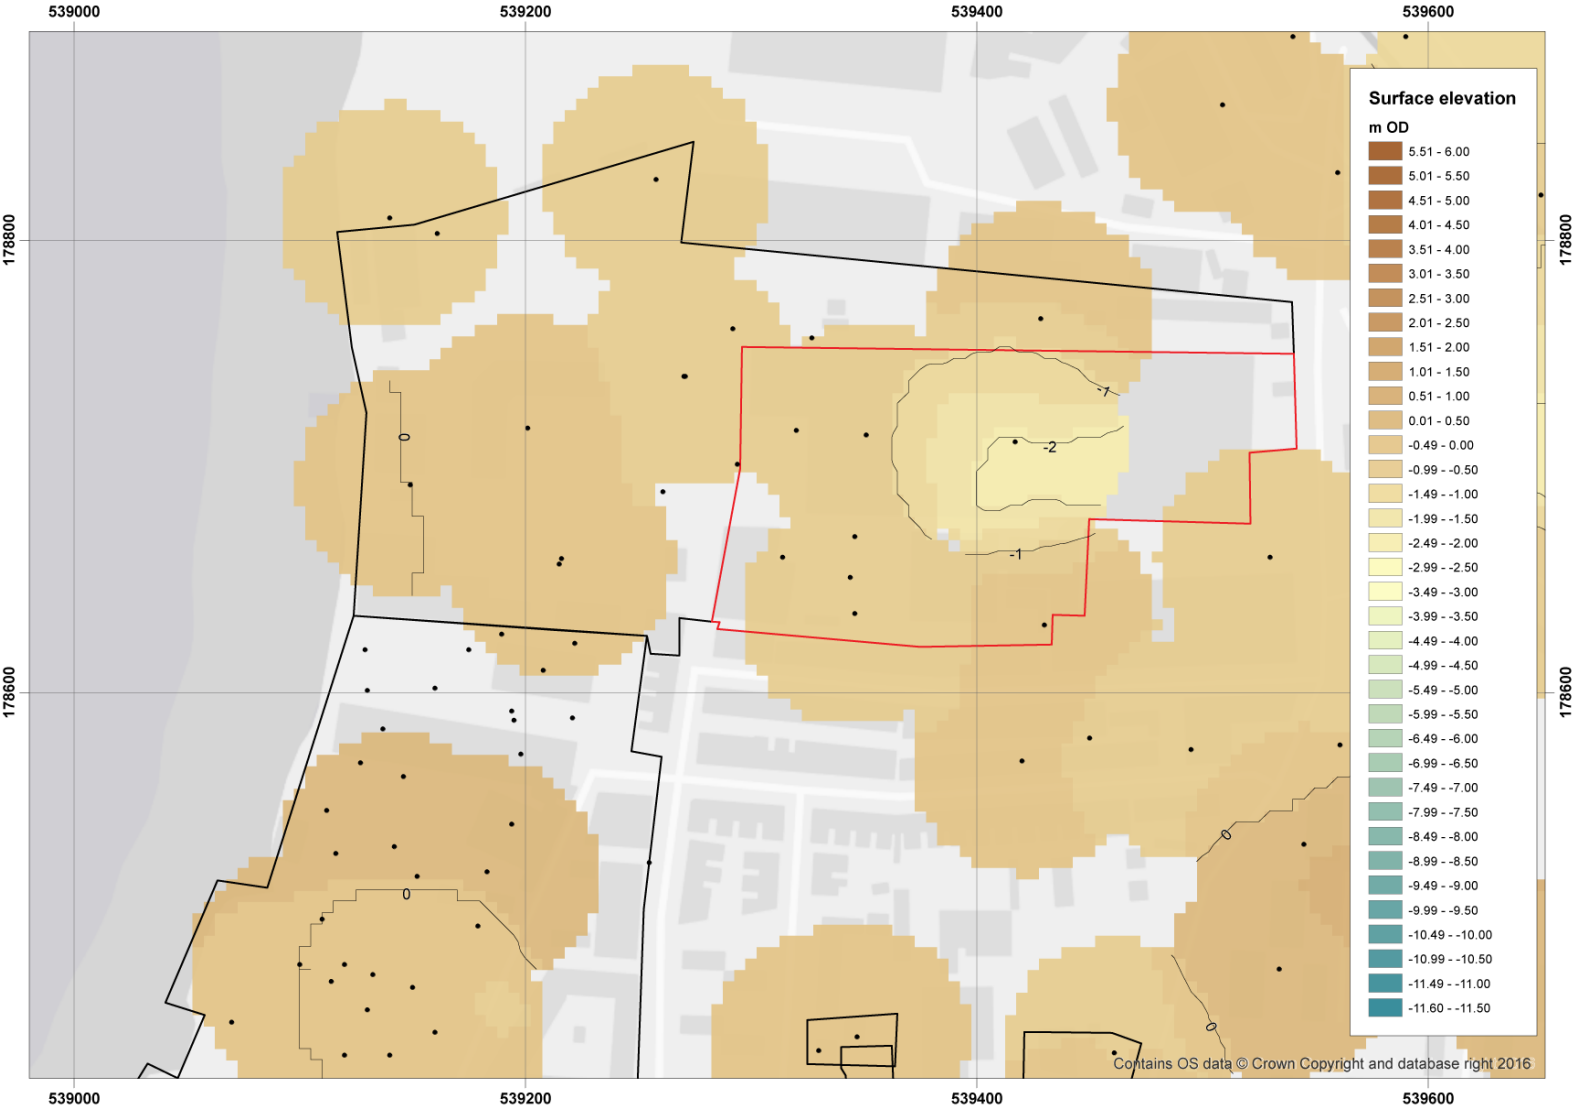 539000 539200 539400 539600
Surface elevation
m OD
5.51 - 6.00
5.01 - 5.50
4.51 - 5.00
4.01 - 4.50
3.51 - 4.00
3.01 - 3.50
2.51 - 3.00
2.01 - 2.50
1.51 - 2.00
1.01 - 1.50
0.51 - 1.00
0.01 - 0.50
-0.49 - 0.00
-0.99 - -0.50
-1.49 - -1.00
-1.99 - -1.50
-2.49 - -2.00
-2.99 - -2.50
-3.49 - -3.00
-3.99 - -3.50
-4.49 - -4.00
-4.99 - -4.50
-5.49 - -5.00
-5.99 - -5.50
-6.49 - -6.00
-6.99 - -6.50
-7.49 - -7.00
-7.99 - -7.50
-8.49 - -8.00
-8.99 - -8.50
-9.49 - -9.00
-9.99 - -9.50
-10.49 - -10.00
-10.99 - -10.50
-11.49 - -11.00
-11.60 - -11.50
178800 178800
-1
0
-2
-1
178600 178600
0
0
0
Contains OS data © Crown Copyright and database right 2016
539000 539200 539400 539600